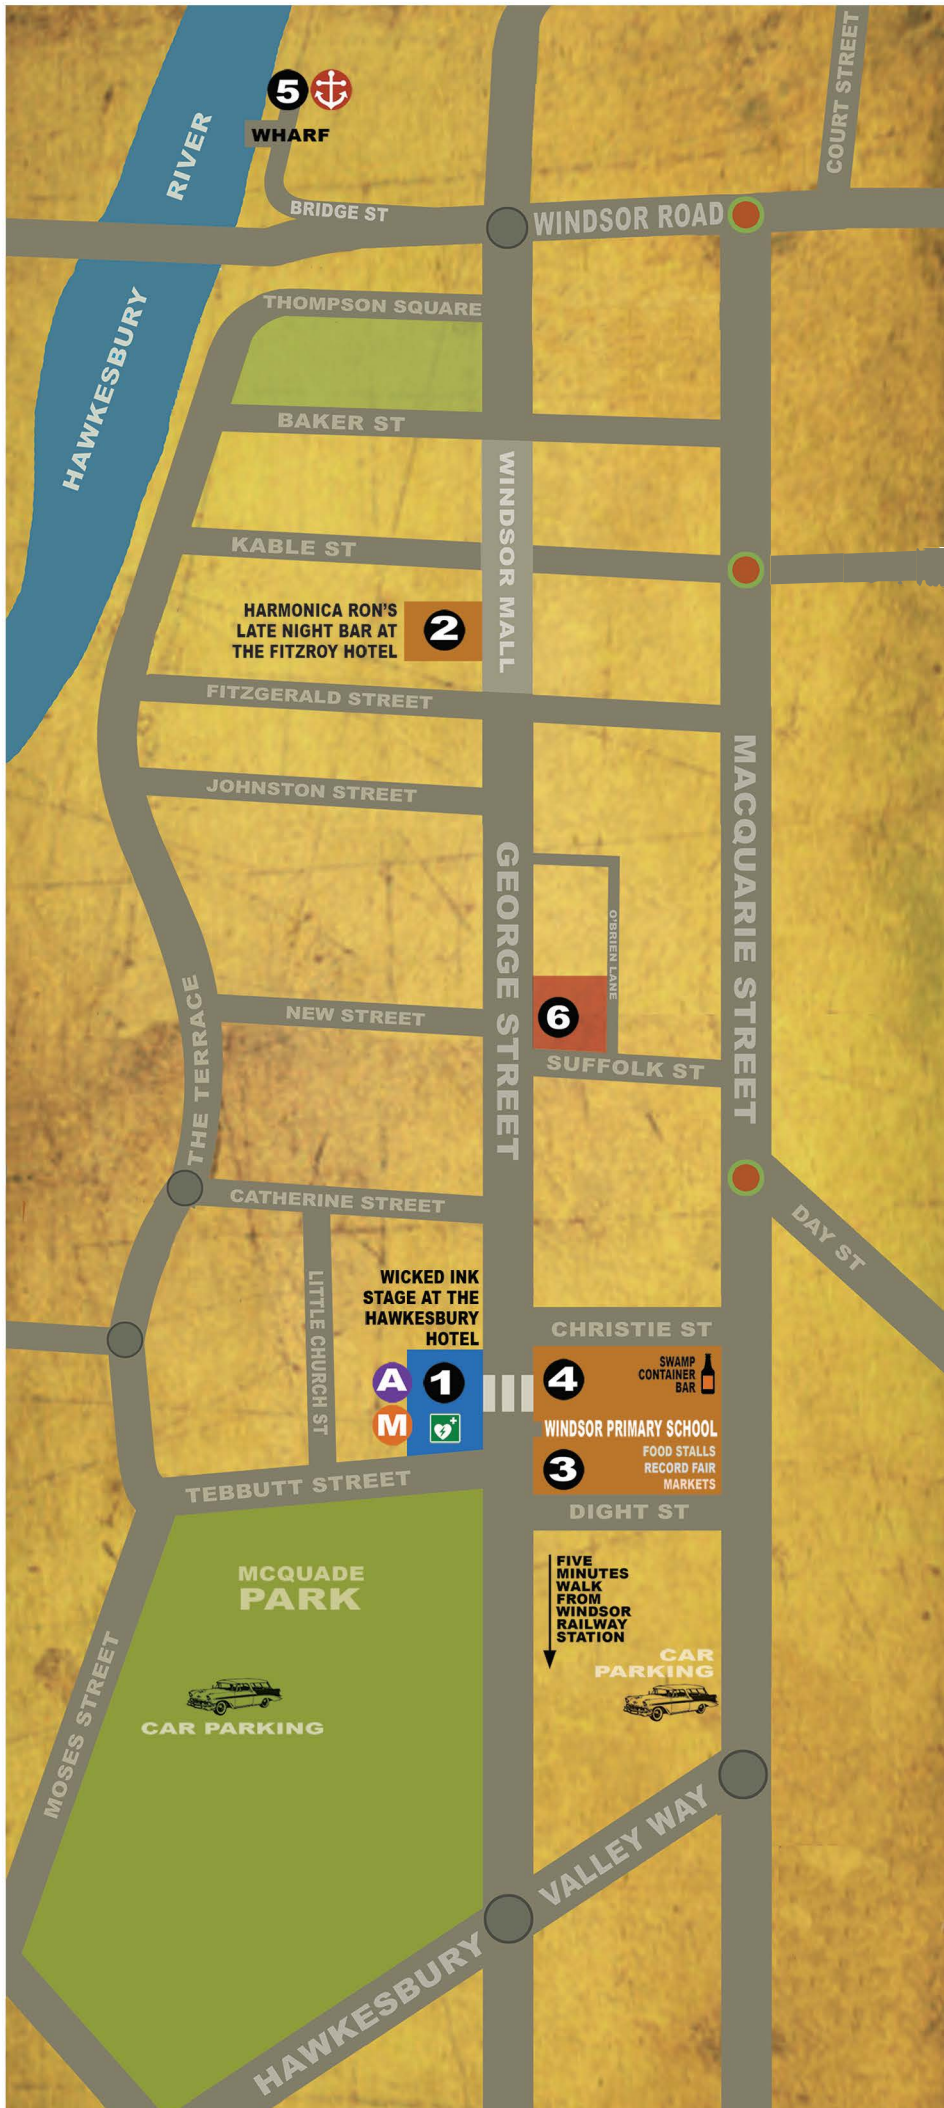 COURT STREET
5
WHARF
RIVER
BRIDGE ST
WINDSOR ROAD
HAWKESBURY
THOMPSON SQUARE
BAKER ST
WINDSOR MALL
KABLE ST
HARMONICA RON'S
LATE NIGHT BAR AT
THE FITZROY HOTEL
2
FITZGERALD STREET
MACQUARIE STREET
JOHNSTON STREET
GEORGE STREET
O'BRIEN LANE
THE TERRACE
NEW STREET
6
SUFFOLK ST
CATHERINE STREET
DAY ST
LITTLE CHURCH ST
WICKED INK
STAGE AT THE
HAWKESBURY
HOTEL
CHRISTIE ST
A
1
M
4
SWAMP
CONTAINER
BAR
WINDSOR PRIMARY SCHOOL
3
FOOD STALLS
RECORD FAIR
MARKETS
TEBBUTT STREET
DIGHT ST
MCQUADE
PARK
FIVE
MINUTES
WALK
FROM
WINDSOR
RAILWAY
STATION
CAR
PARKING
MOSES STREET
CAR PARKING
HAWKESBURY VALLEY WAY